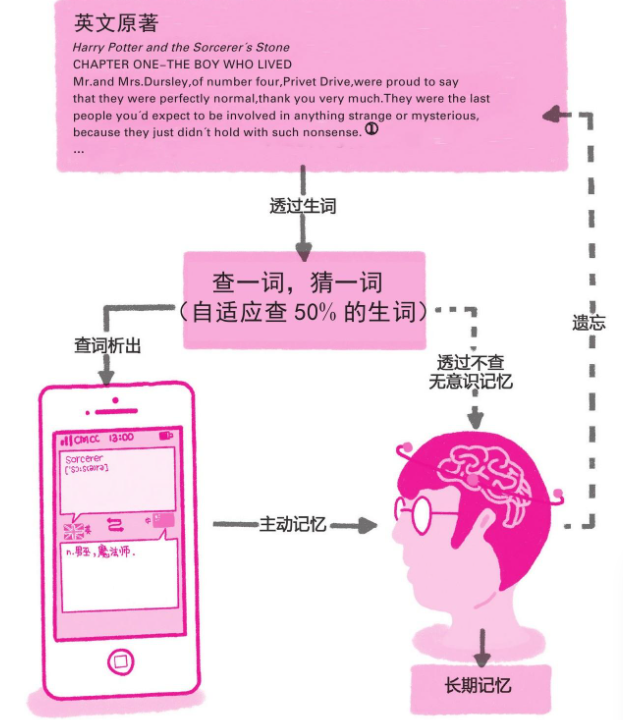 英文原著
Harry Potter and the Sorcerer´s Stone
CHAPTER ONE–THE BOY WHO LIVED
Mr.and Mrs.Dursley,of number four,Privet Drive,were proud to say
that they were perfectly normal,thank you very much.They were the last
people you´d expect to be involved in anything strange or mysterious,
because they just didn´t hold with such nonsense. ①
...
透过生词
查一词，猜一词
（自适应查 50% 的生词）
查词析出
遗忘
透过不查
无意识记忆
CMCC 13:00
Sorcerer
['sɔ:sərə]
主动记忆
n.男巫,魔法师.
长期记忆